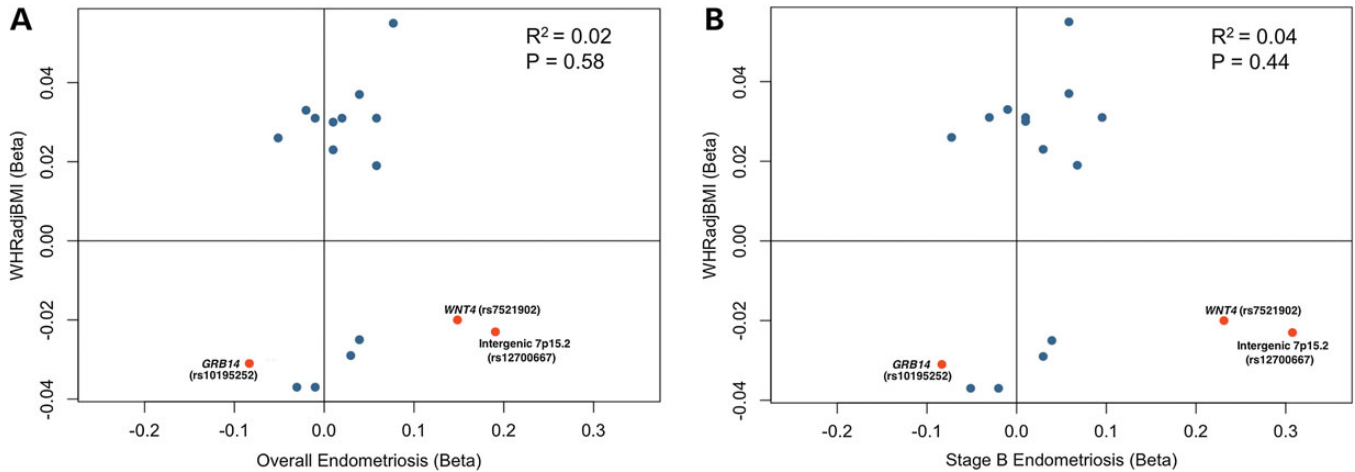 A
R² = 0.02
P = 0.58
WHRadjBMI (Beta)
0.04
0.02
0.00
-0.02
-0.04
WNT4 (rs7521902)
Intergenic 7p15.2
(rs12700667)
GRB14
(rs10195252)
-0.2 -0.1 0.0 0.1 0.2 0.3
Overall Endometriosis (Beta)
B
R² = 0.04
P = 0.44
WHRadjBMI (Beta)
0.04
0.02
0.00
-0.02
-0.04
WNT4 (rs7521902)
Intergenic 7p15.2
(rs12700667)
GRB14
(rs10195252)
-0.2 -0.1 0.0 0.1 0.2 0.3
Stage B Endometriosis (Beta)